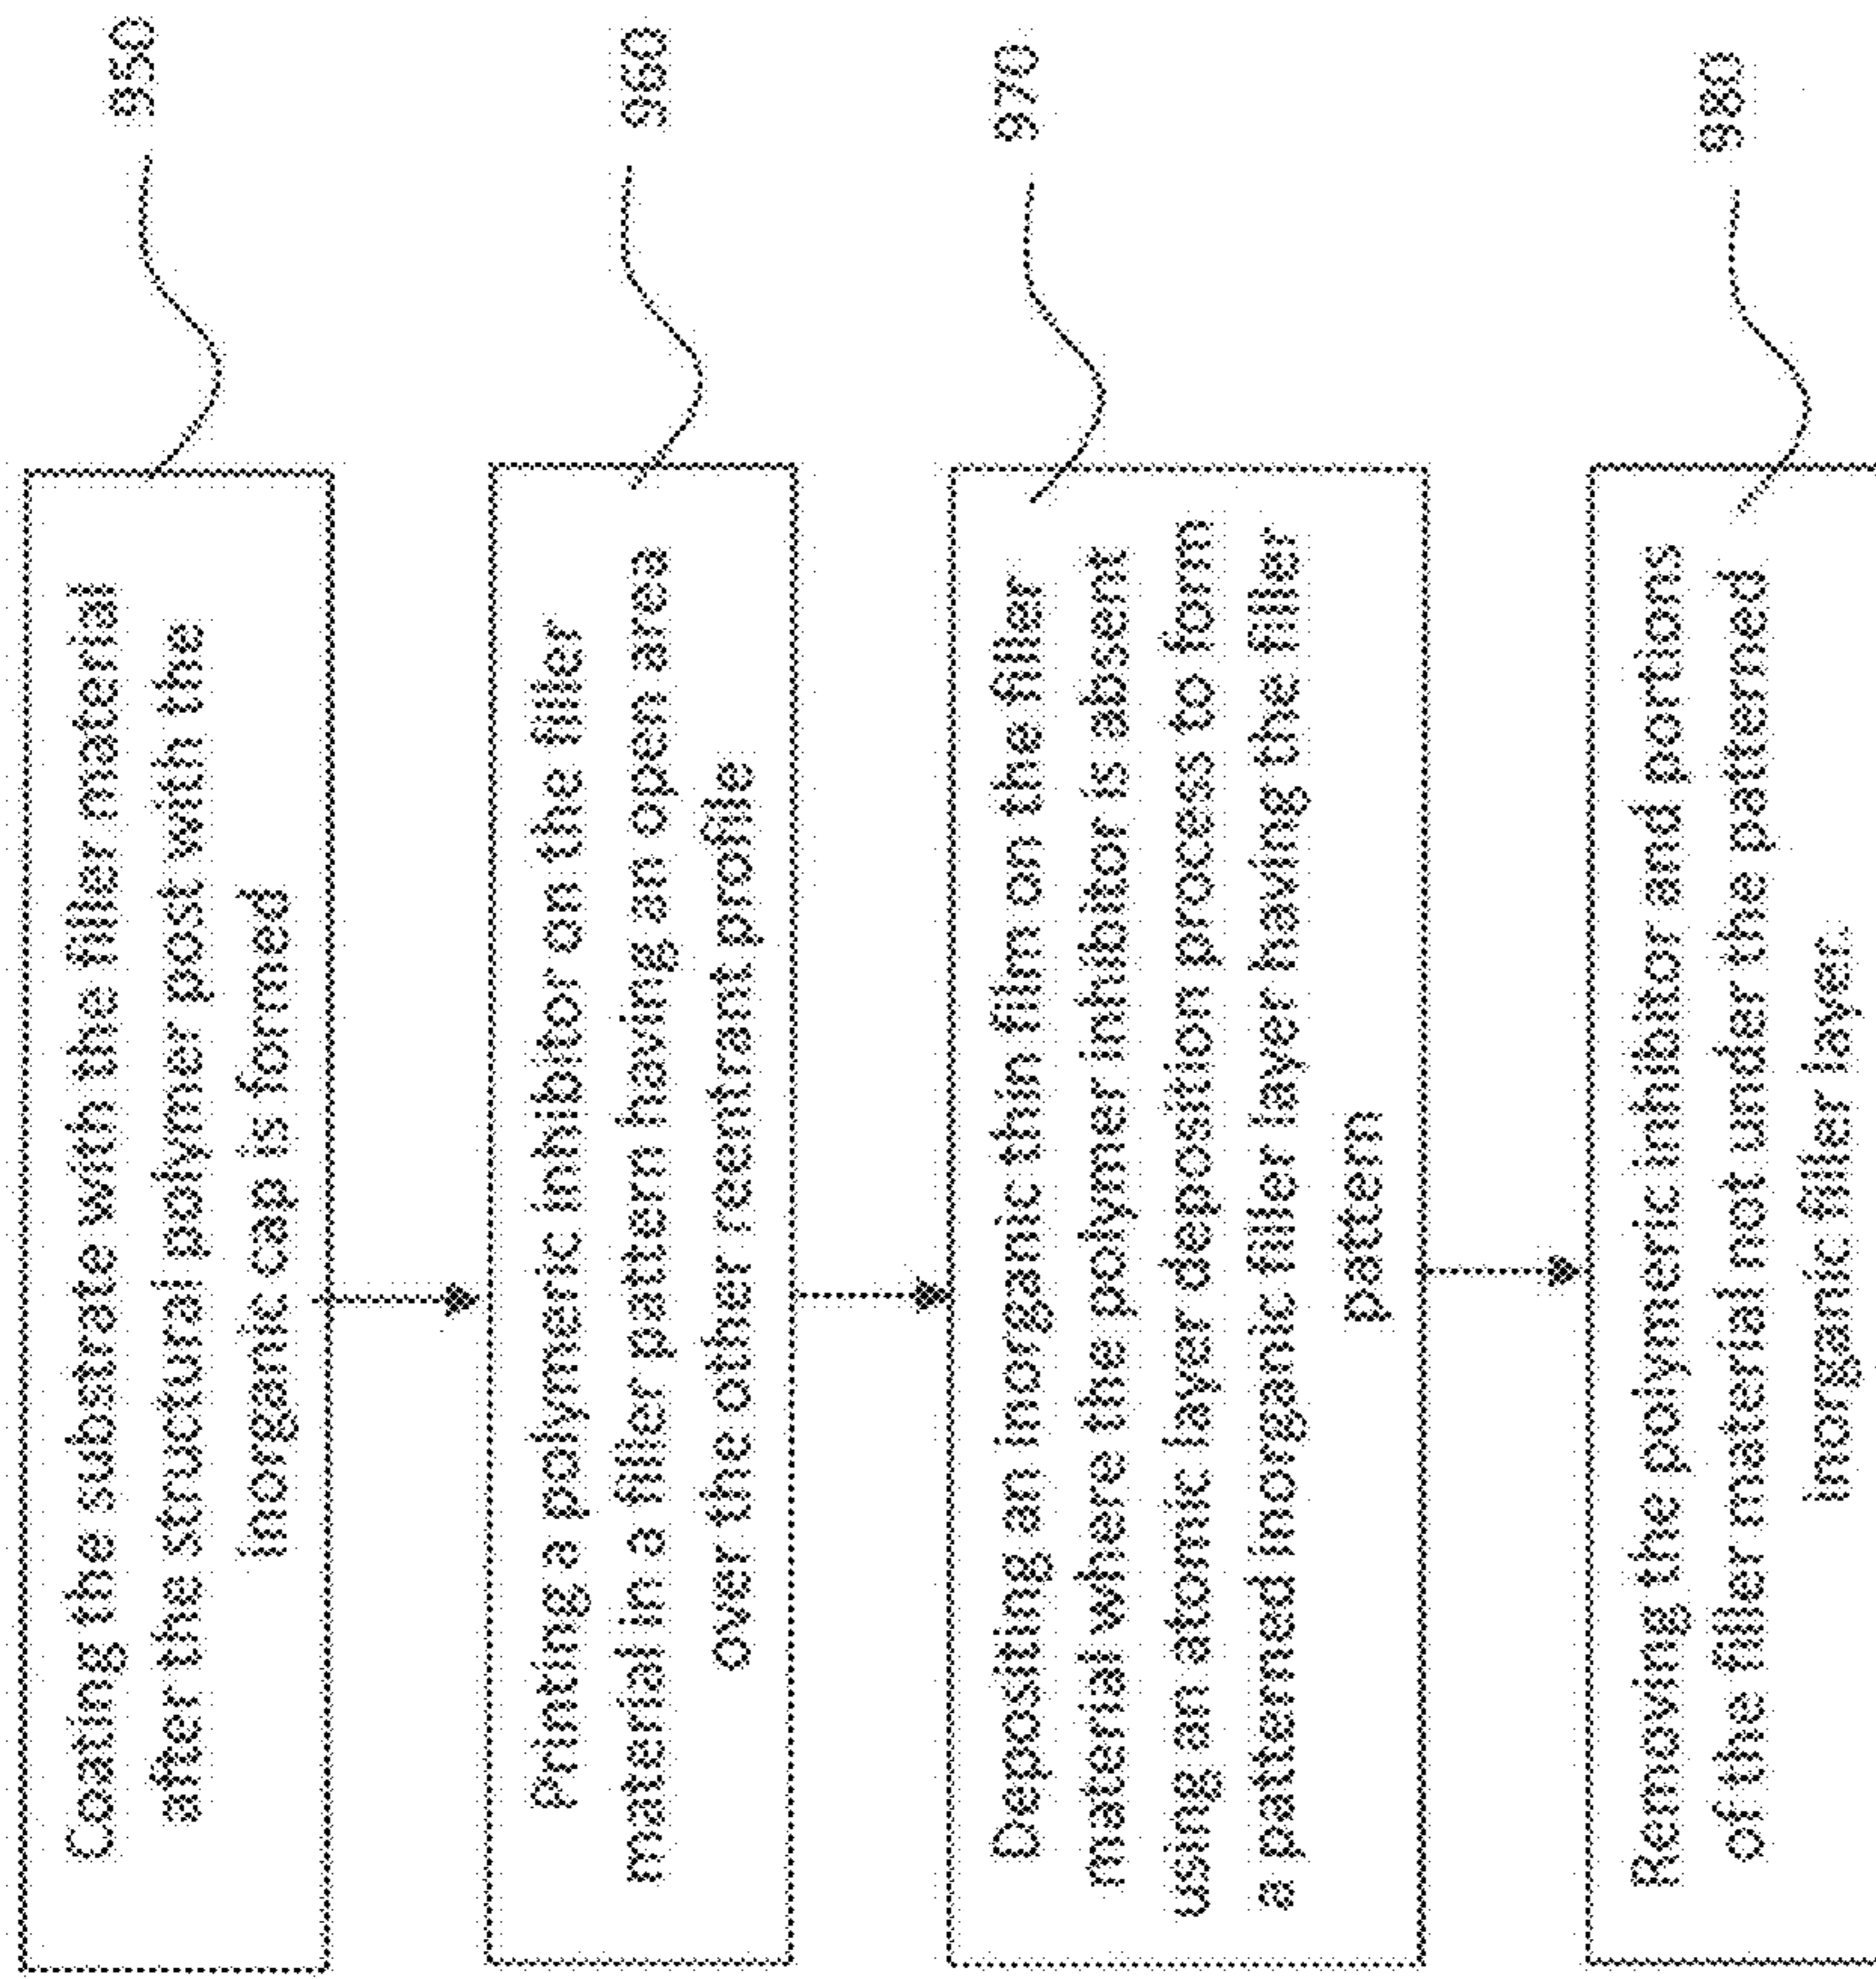 Coating the substrate with the filler material
after the structural polymer post with the
inorganic cap is formed
950
Printing a polymeric inhibitor on the filler
material in a filler pattern having an open area
over the other reentrant profile
960
Depositing an inorganic thin film on the filler
material where the polymer inhibitor is absent
using an atomic layer deposition process to form
a patterned inorganic filler layer having the filler
pattern
970
Removing the polymeric inhibitor and portions
of the filler material not under the patterned
inorganic filler layer.
980